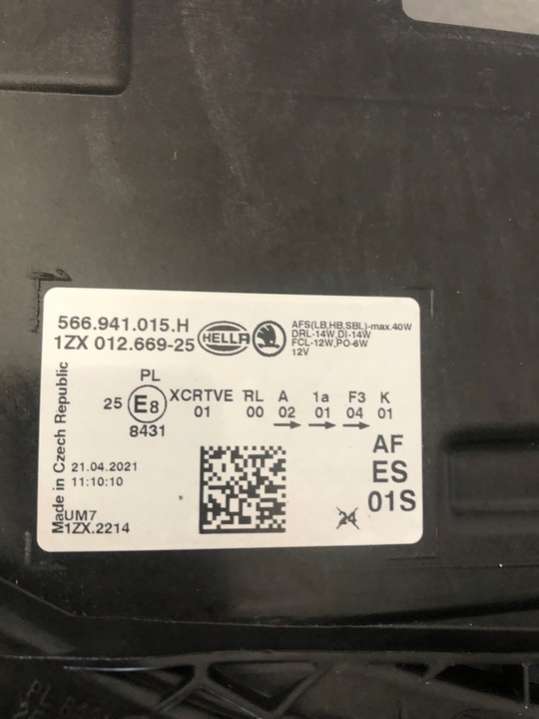 566.941.015.H
1ZX 012.669-25
HELLA
AFS(LB,HB,SBL)-max.40W
DRL-14W,DI-14W
FCL-12W,PO-6W
12V
PL
25 E8 XCRTVE RL A 1a F3 K
01 00 02 01 04 01
8431
Made in Czech Republic
21.04.2021
11:10:10
AF
ES
01S
24
UM7
1ZX.2214